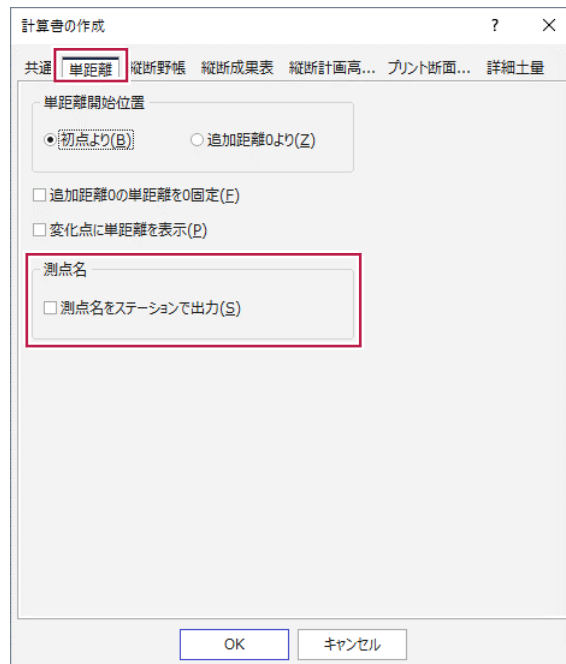 計算書の作成 ? ×
共通 単距離 縦断野帳 縦断成果表 縦断計画高... プリント断面... 詳細土量
単距離開始位置
初点より(B) 追加距離0より(Z)
追加距離0の単距離を0固定(F)
変化点に単距離を表示(P)
測点名
測点名をステーションで出力(S)
OK キャンセル